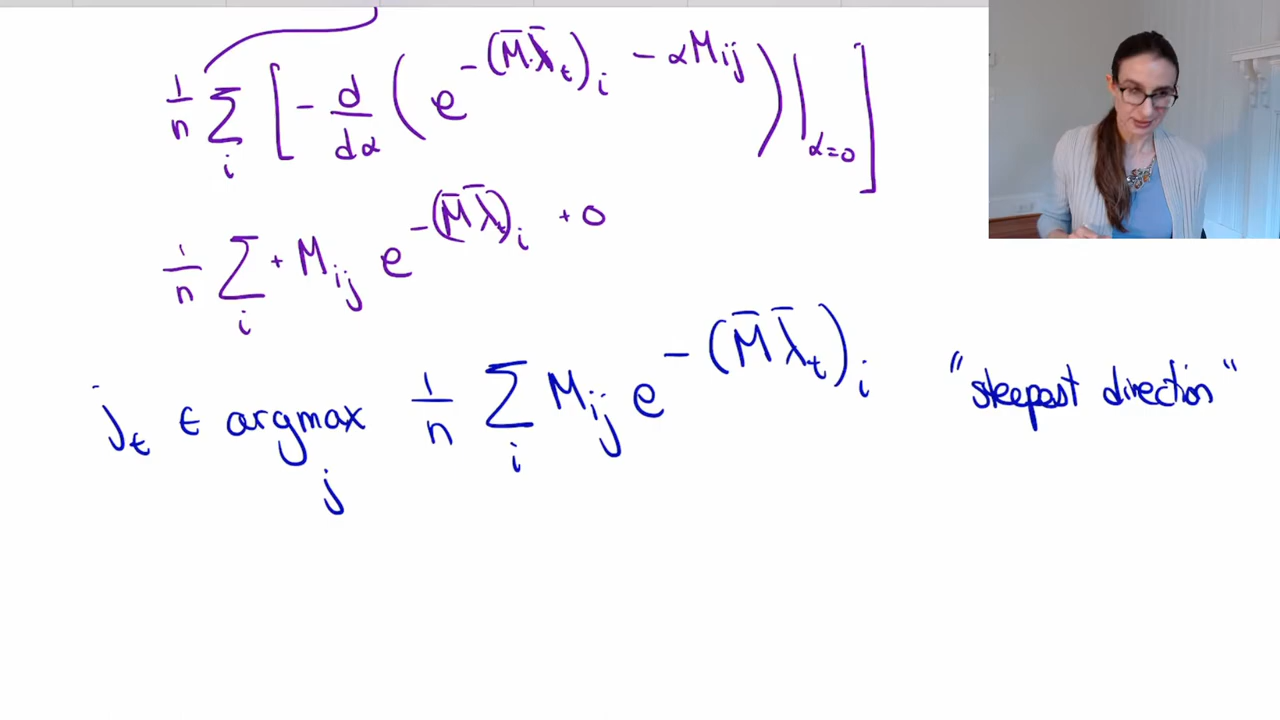 1/n Σ_i [ - d/dα ( e^{-(M̄ λ̄_t)_i - αM_ij} ) |_{α=0} ]
1/n Σ_i + M_ij e^{-(M̄ λ̄_t)_i} + 0
j_t ∈ argmax_j 1/n Σ_i M_ij e^{-(M̄ λ̄_t)_i} "steepest direction"